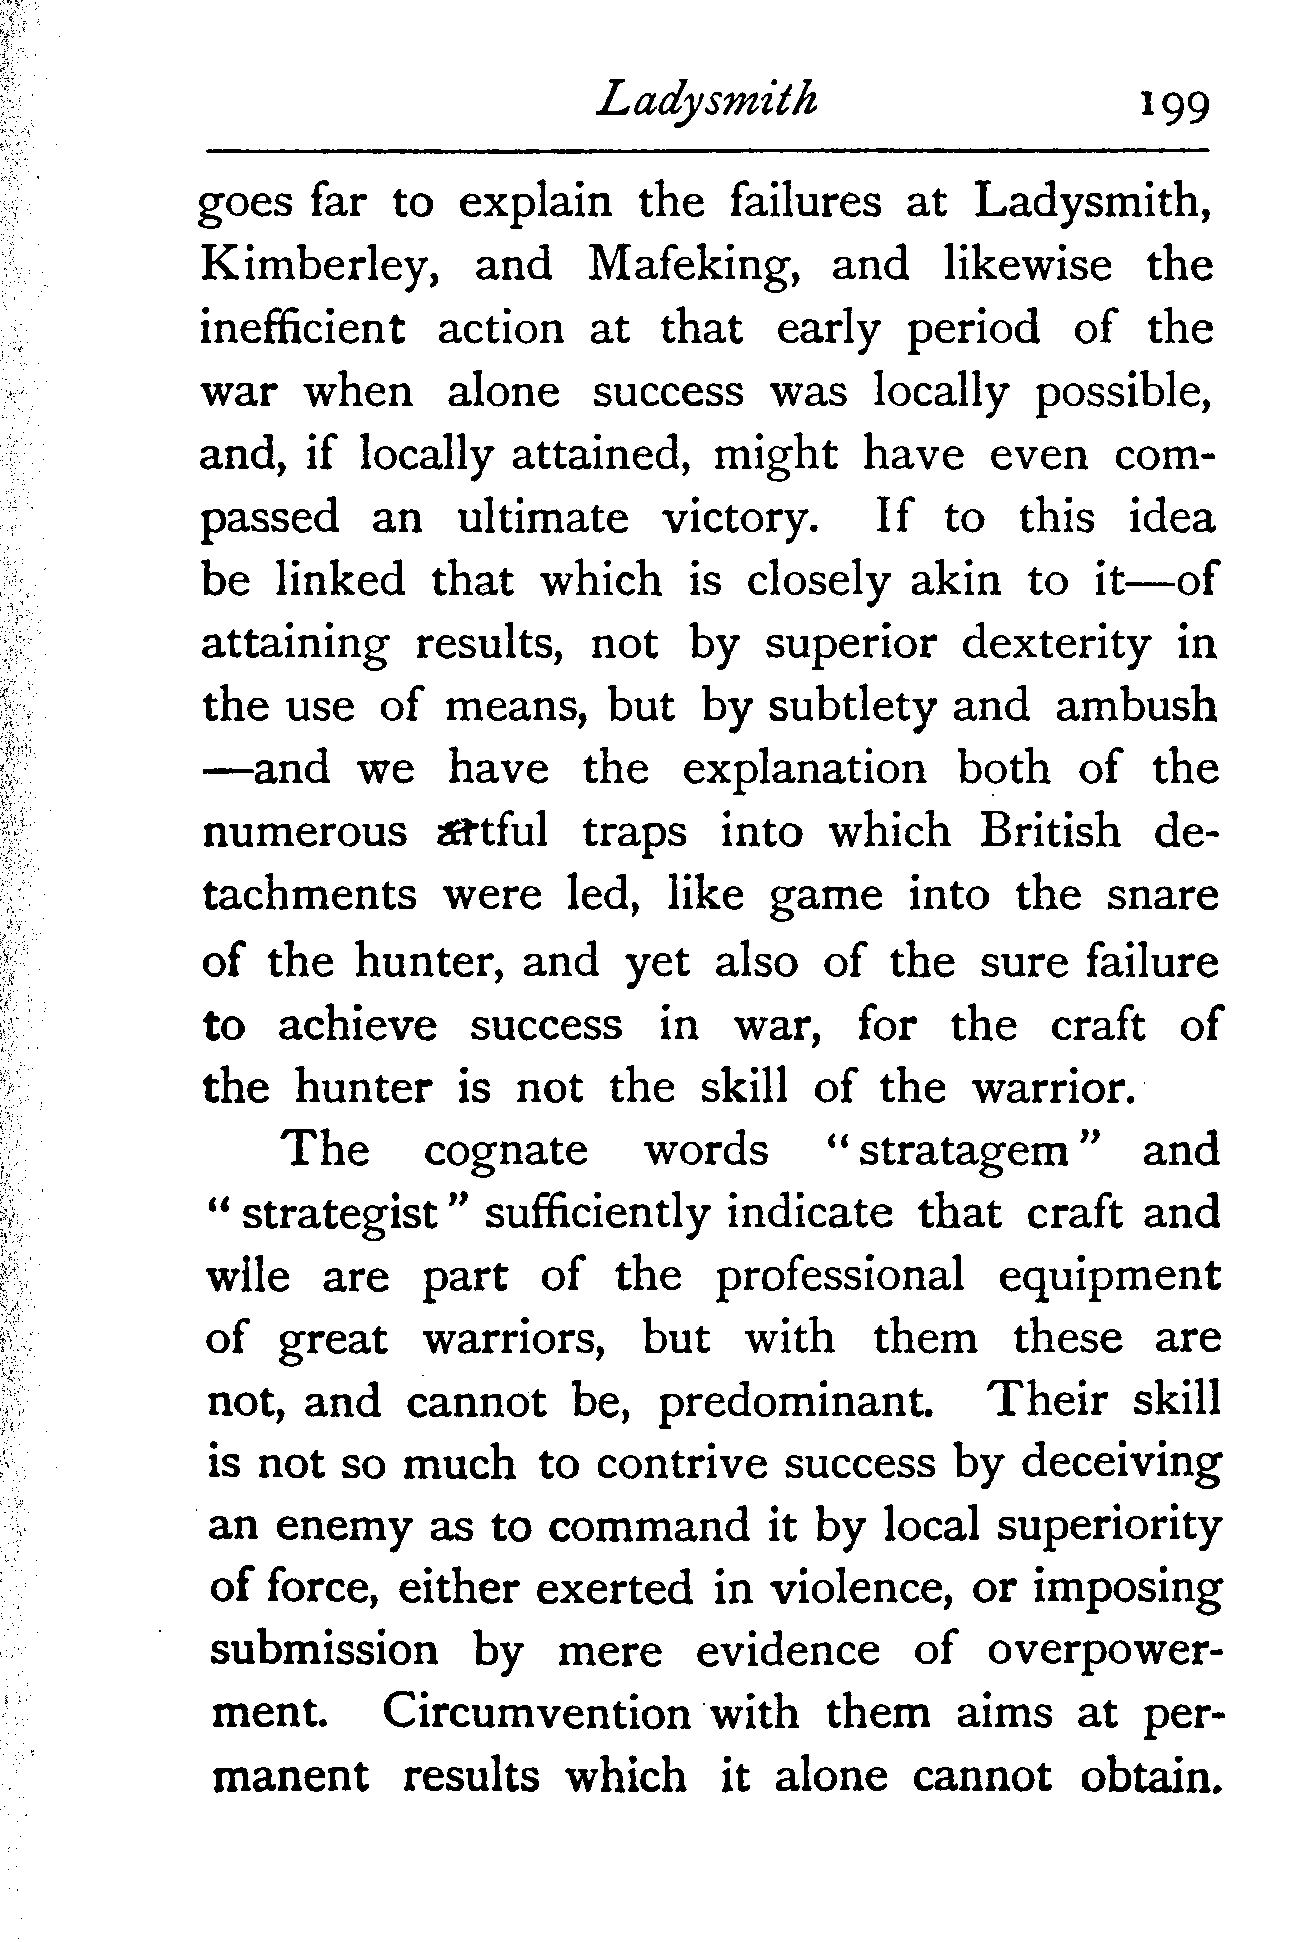 Ladysmith 199
goes far to explain the failures at Ladysmith,
Kimberley, and Mafeking, and likewise the
inefficient action at that early period of the
war when alone success was locally possible,
and, if locally attained, might have even com-
passed an ultimate victory. If to this idea
be linked that which is closely akin to it—of
attaining results, not by superior dexterity in
the use of means, but by subtlety and ambush
—and we have the explanation both of the
numerous artful traps into which British de-
tachments were led, like game into the snare
of the hunter, and yet also of the sure failure
to achieve success in war, for the craft of
the hunter is not the skill of the warrior.
The cognate words “ stratagem ” and
“ strategist ” sufficiently indicate that craft and
wile are part of the professional equipment
of great warriors, but with them these are
not, and cannot be, predominant. Their skill
is not so much to contrive success by deceiving
an enemy as to command it by local superiority
of force, either exerted in violence, or imposing
submission by mere evidence of overpower-
ment. Circumvention with them aims at per-
manent results which it alone cannot obtain.